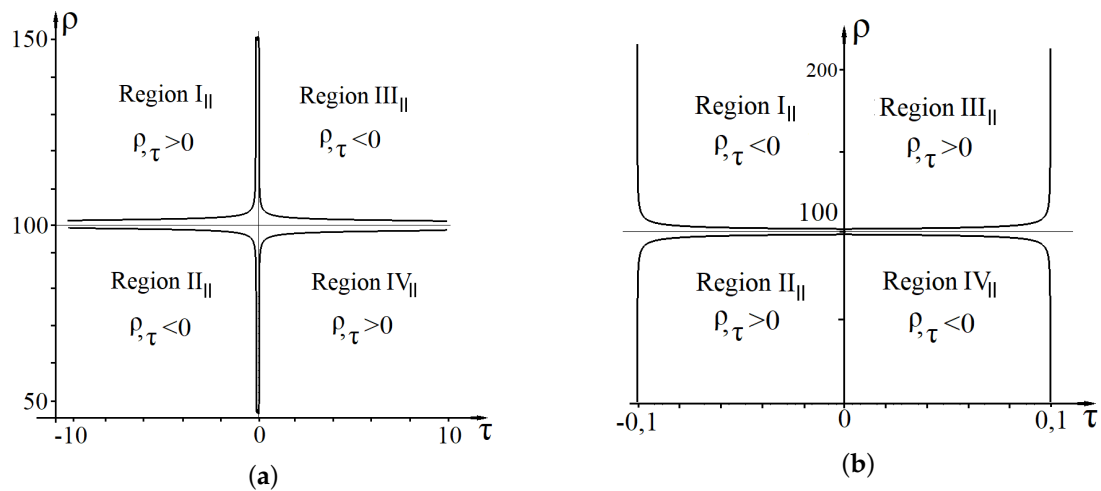 ρ
150
Region I||
ρ,τ >0
Region III||
ρ,τ <0
100
Region II||
ρ,τ <0
Region IV||
ρ,τ >0
50
-10
0
10
τ
(a)
ρ
200
Region I||
ρ,τ <0
Region III||
ρ,τ >0
100
Region II||
ρ,τ >0
Region IV||
ρ,τ <0
-0,1
0
0,1
τ
(b)